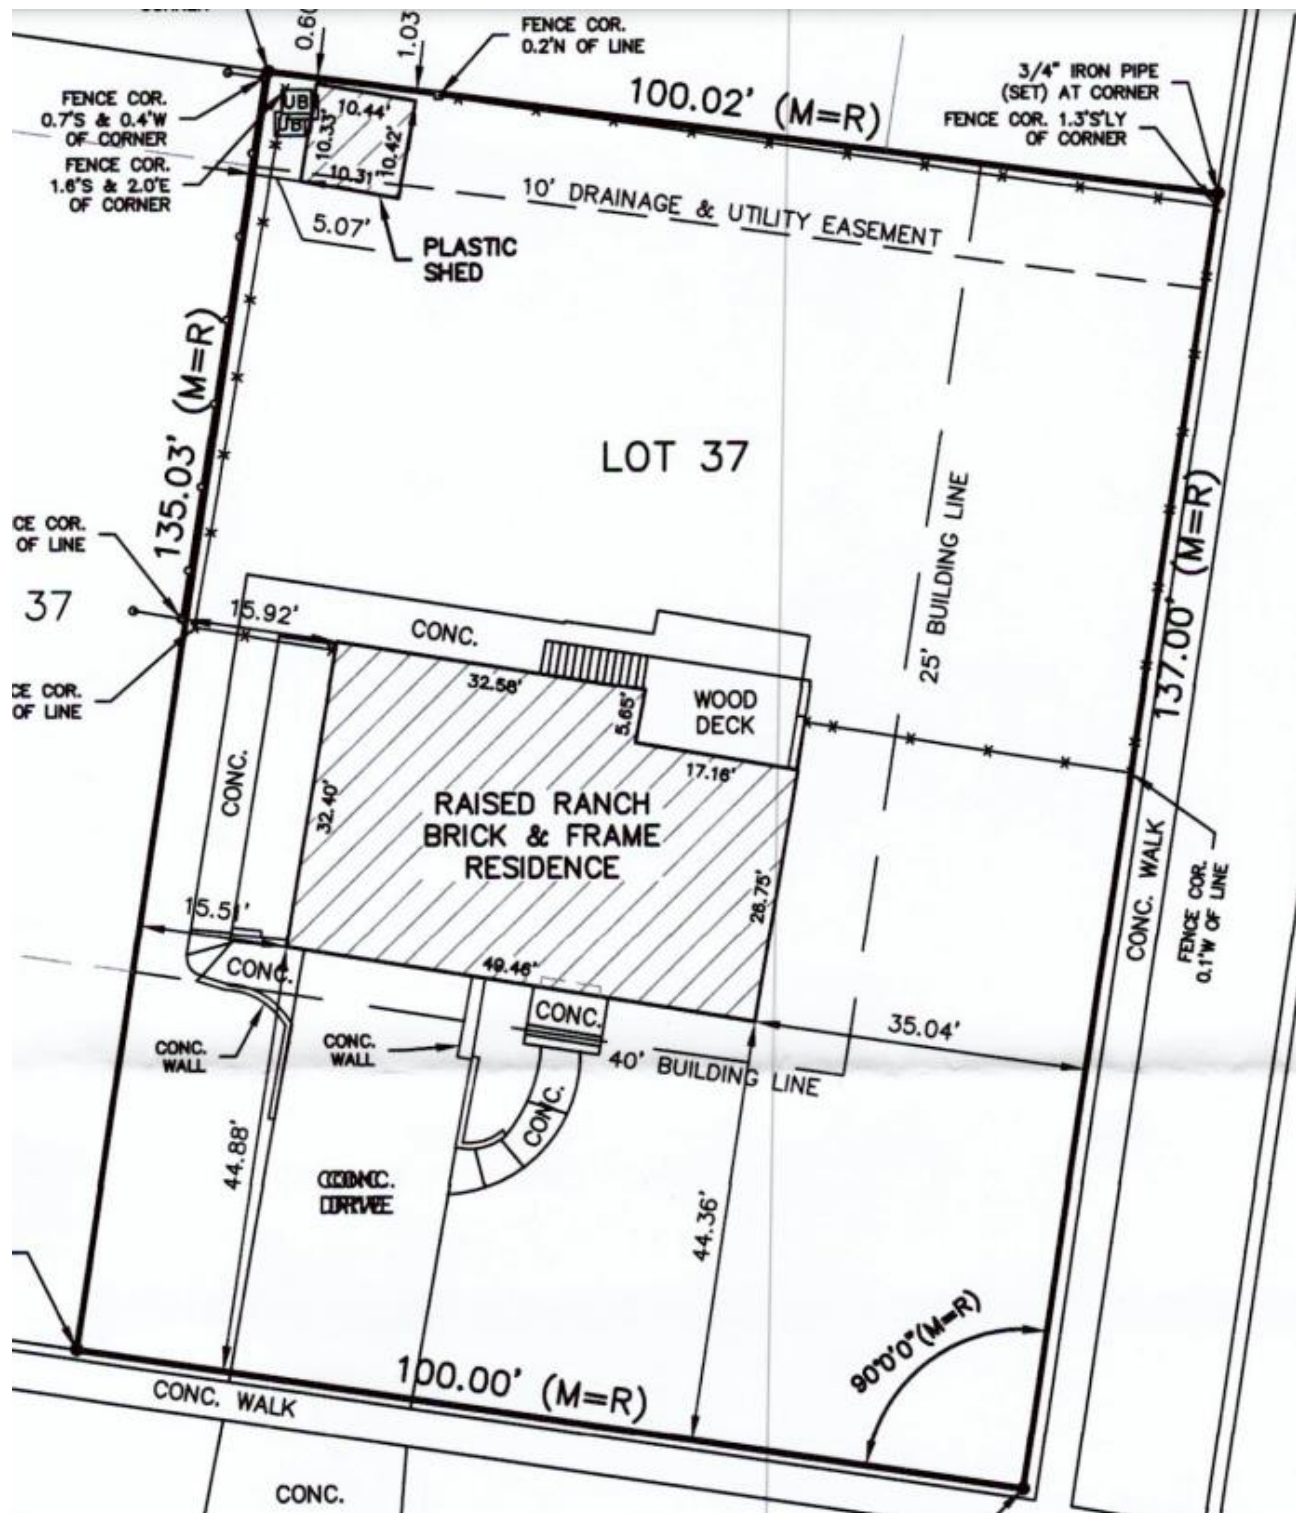 FENCE COR.
0.2'N OF LINE
1.03
3/4" IRON PIPE
(SET) AT CORNER
FENCE COR. 1.3'S'LY
OF CORNER
100.02' (M=R)
FENCE COR.
0.7'S & 0.4'W
OF CORNER
FENCE COR.
1.6'S & 2.0'E
OF CORNER
UB
UB
10.44'
10.33'
10.42'
10.31'
5.07'
PLASTIC
SHED
10' DRAINAGE & UTILITY EASEMENT
135.03' (M=R)
LOT 37
25' BUILDING LINE
137.00' (M=R)
CE COR.
OF LINE
37
CE COR.
OF LINE
15.92'
CONC.
32.58'
5.65'
WOOD
DECK
17.16'
CONC.
32.40'
RAISED RANCH
BRICK & FRAME
RESIDENCE
26.75'
CONC. WALK
FENCE COR.
0.1'W OF LINE
15.51'
CONC.
49.46'
CONC.
35.04'
CONC.
WALL
CONC.
WALL
40' BUILDING LINE
CONC.
44.88'
CONC.
DRIVE
44.36'
90°0'0" (M=R)
100.00' (M=R)
CONC. WALK
CONC.